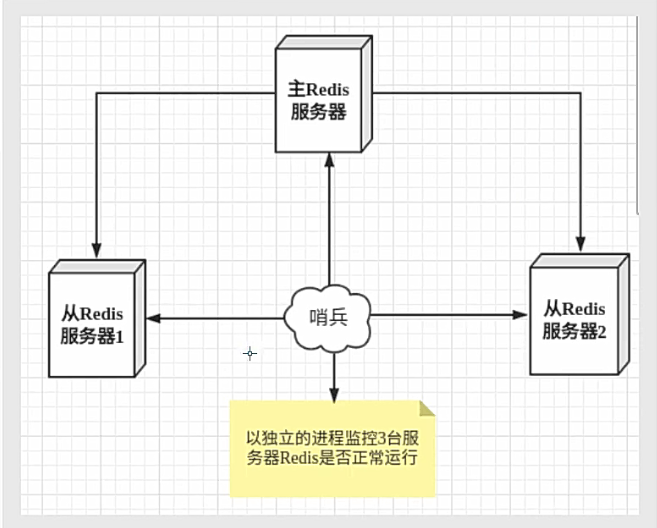 主Redis
服务器
从Redis
服务器1
哨兵
从Redis
服务器2
以独立的进程监控3台服
务器Redis是否正常运行